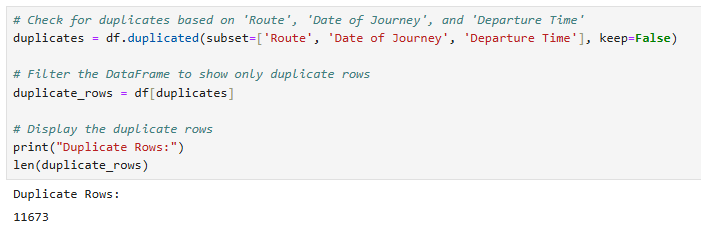 # Check for duplicates based on 'Route', 'Date of Journey', and 'Departure Time'
duplicates = df.duplicated(subset=['Route', 'Date of Journey', 'Departure Time'], keep=False)
# Filter the DataFrame to show only duplicate rows
duplicate_rows = df[duplicates]
# Display the duplicate rows
print("Duplicate Rows:")
len(duplicate_rows)
Duplicate Rows:
11673